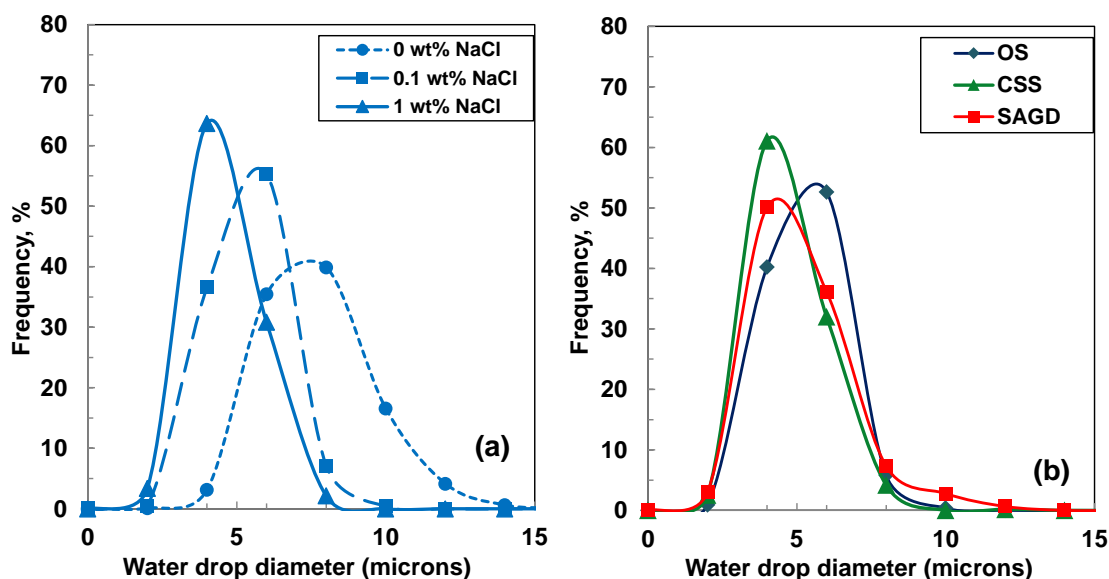 80
70
60
50
40
30
20
10
0
Frequency, %
0 wt% NaCl
0.1 wt% NaCl
1 wt% NaCl
(a)
0
5
10
15
Water drop diameter (microns)
80
70
60
50
40
30
20
10
0
Frequency, %
OS
CSS
SAGD
(b)
0
5
10
15
Water drop diameter (microns)